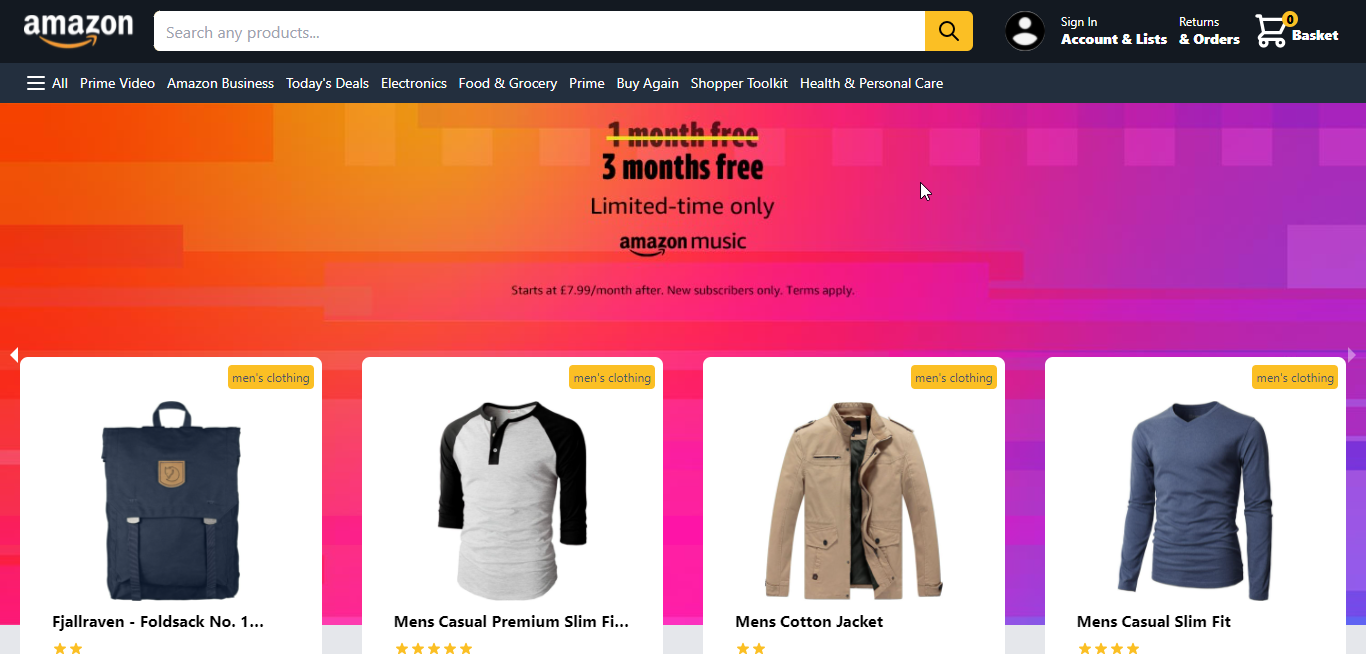 amazon
Search any products...
Sign In
Account & Lists
Returns
& Orders
0
Basket
All Prime Video Amazon Business Today's Deals Electronics Food & Grocery Prime Buy Again Shopper Toolkit Health & Personal Care
1 month free
3 months free
Limited-time only
amazon music
Starts at £7.99/month after. New subscribers only. Terms apply.
men's clothing
men's clothing
men's clothing
men's clothing
Fjallraven - Foldsack No. 1...
Mens Casual Premium Slim Fi...
Mens Cotton Jacket
Mens Casual Slim Fit